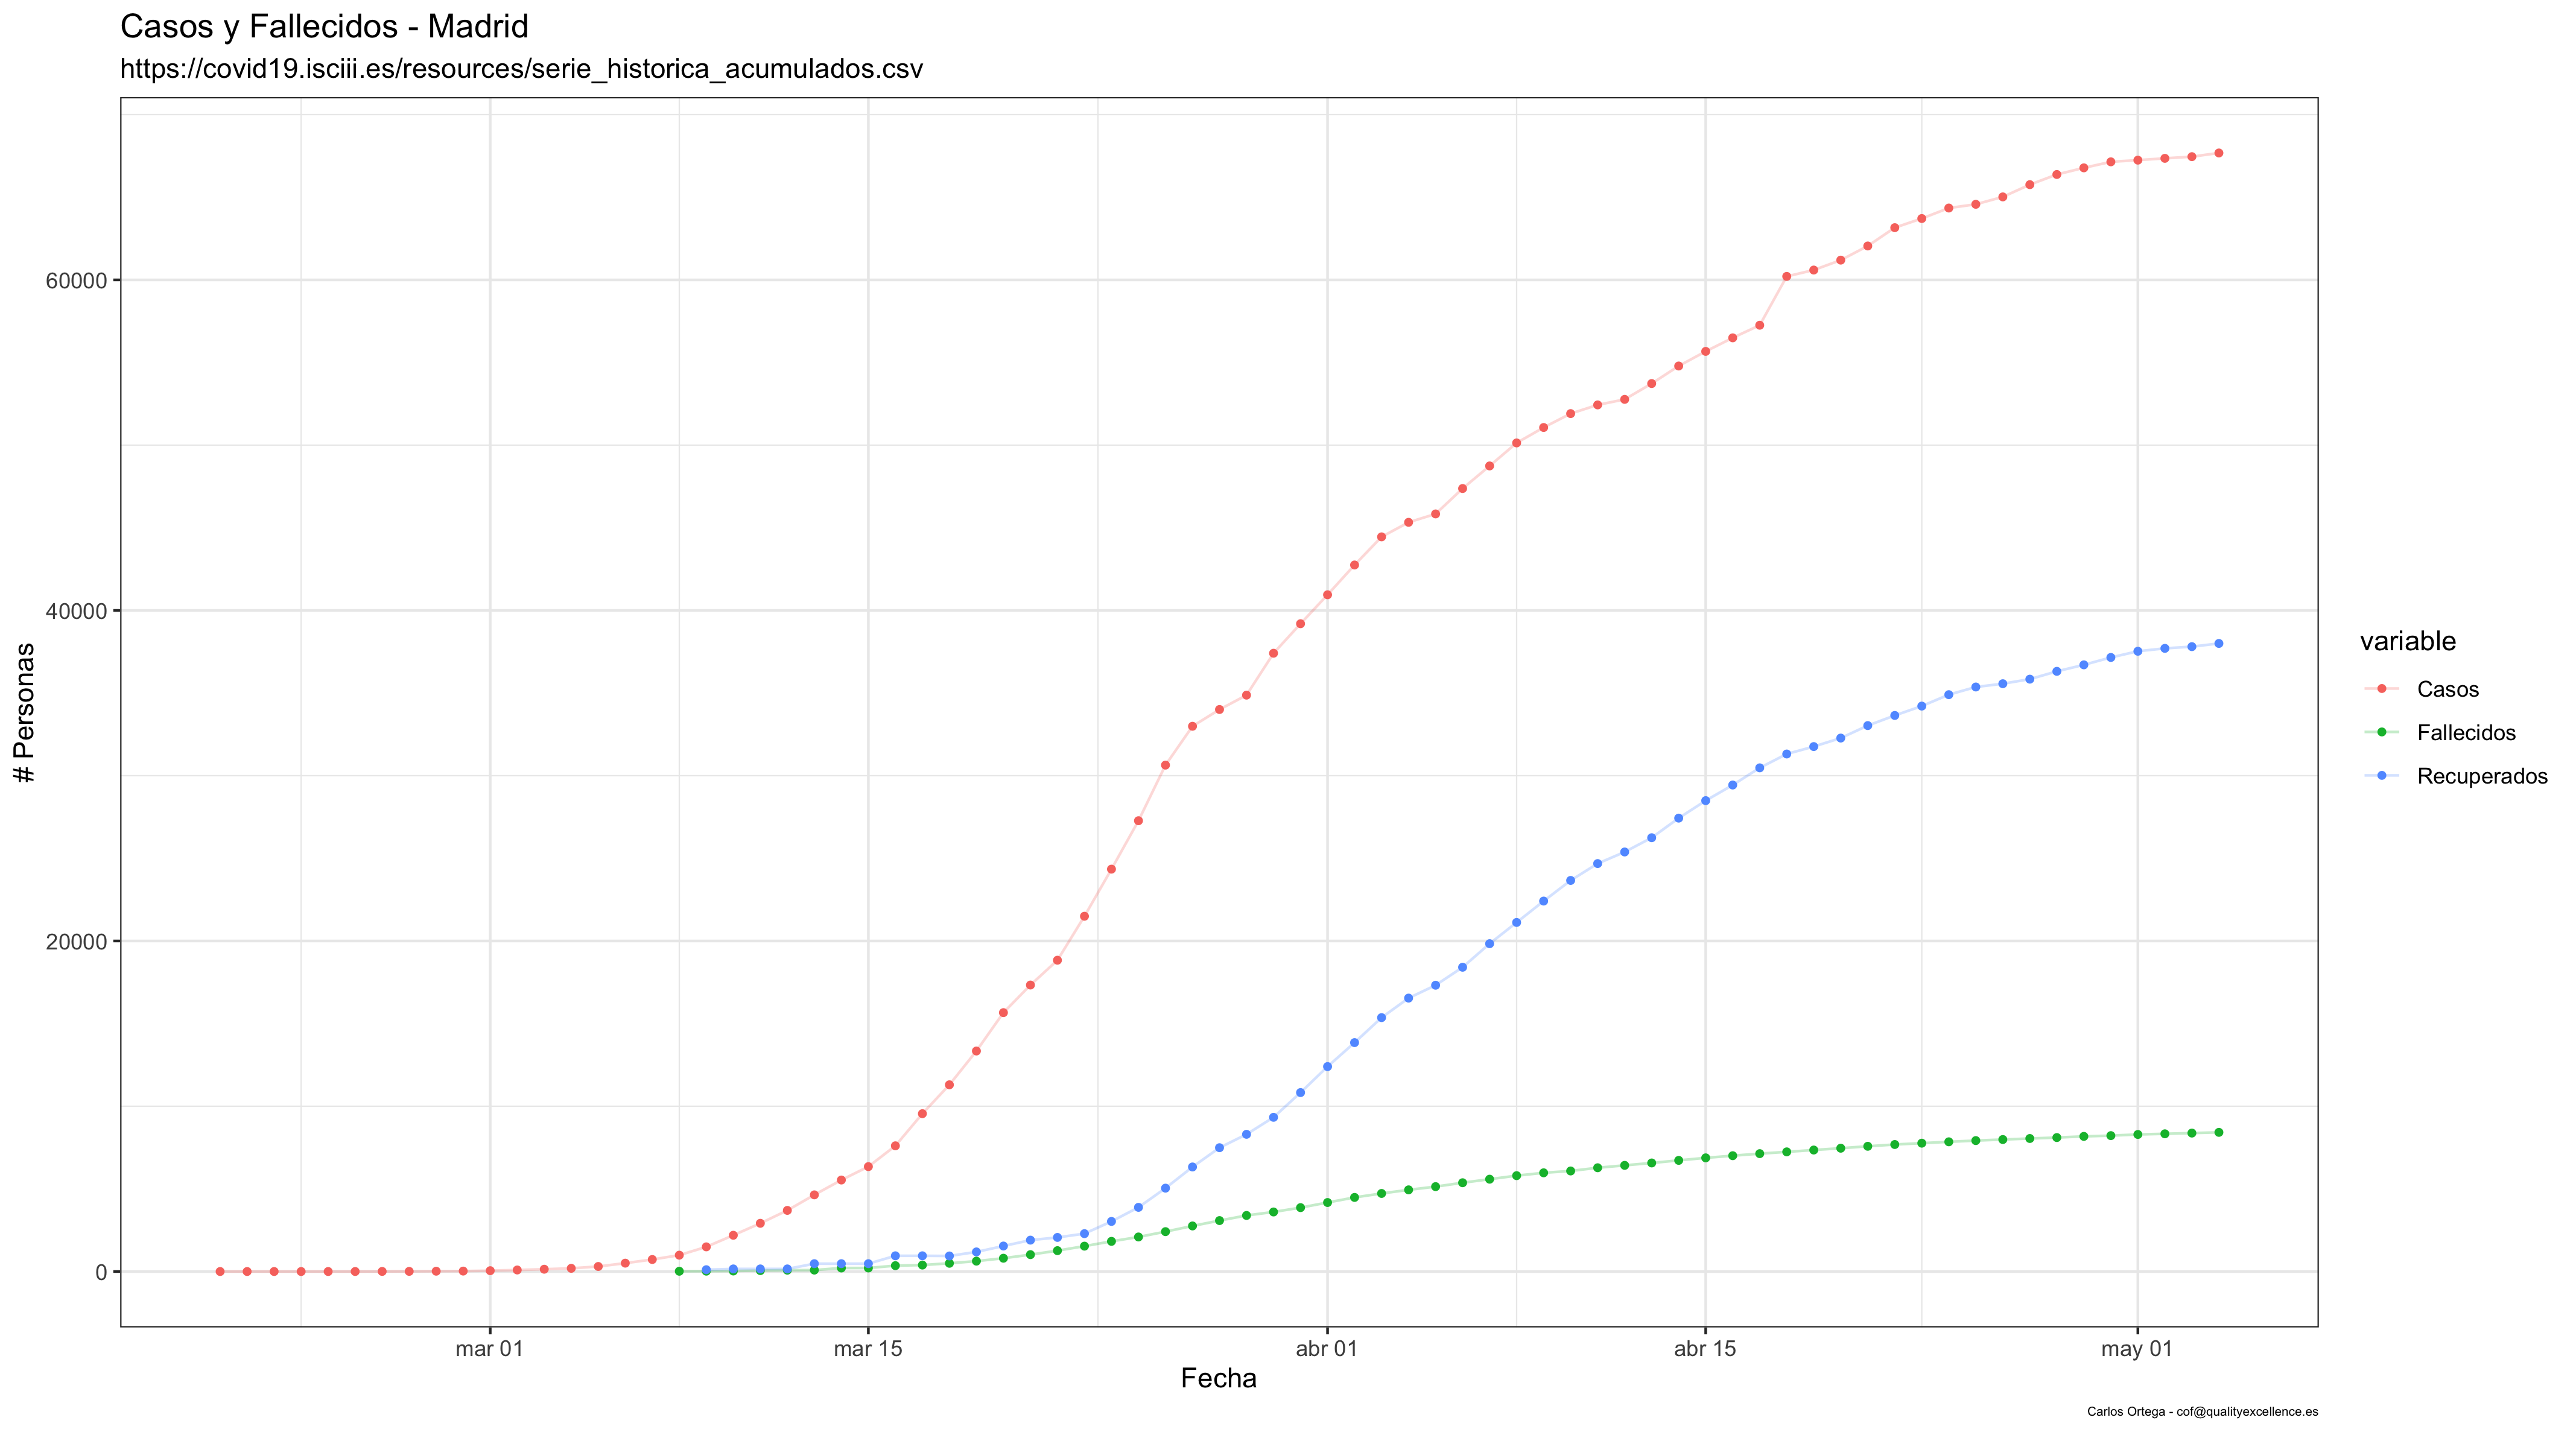 Casos y Fallecidos - Madrid
https://covid19.isciii.es/resources/serie_historica_acumulados.csv
60000
40000
20000
0
# Personas
mar 01
mar 15
abr 01
abr 15
may 01
Fecha
variable
Casos
Fallecidos
Recuperados
Carlos Ortega - cof@qualityexcellence.es